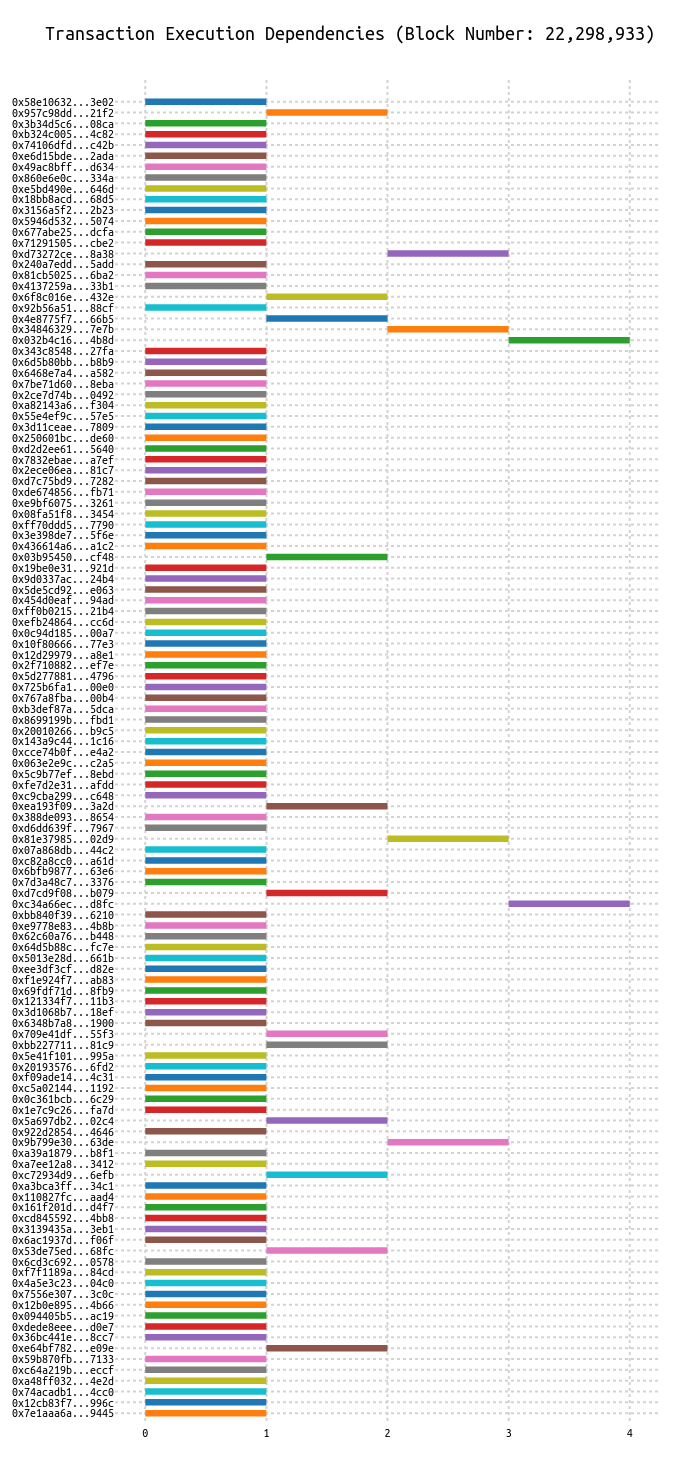 Transaction Execution Dependencies (Block Number: 22,298,933)
0x58e10632...3e02
0x957c98dd...21f2
0x3b34d5c6...08ca
0xb324c005...4c82
0x74106dfd...c42b
0xe6d15bde...2ada
0x49ac8bff...d634
0x860e6e0c...334a
0xe5bd490e...646d
0x18bb8acd...68d5
0x3156a5f2...2b23
0x5946d532...5074
0x677abe25...dcfa
0x71291505...cbe2
0xd73272ce...8a38
0x240a7edd...5add
0x81cb5025...6ba2
0x4137259a...33b1
0x6f8c016e...432e
0x92b56a51...88cf
0x4e8775f7...66b5
0x34846329...7e7b
0x032b4c16...4b8d
0x343c8548...27fa
0x6d5b80bb...b8b9
0x6468e7a4...a582
0x7be71d60...8eba
0x2ce7d74b...0492
0xa82143a6...f304
0x55e4ef9c...57e5
0x3d11ceae...7809
0x250601bc...de60
0xd2d2ee61...5640
0x7832ebae...a7ef
0x2ece06ea...81c7
0xd7c75bd9...7282
0xde674856...fb71
0xe9bf6075...3261
0x08fa51f8...3454
0xff70ddd5...7790
0x3e398de7...5f6e
0x436614a6...a1c2
0x03b95450...cf48
0x19be0e31...921d
0x9d0337ac...24b4
0x5de5cd92...e063
0x454d0eaf...94ad
0xff0b0215...21b4
0xefb24864...cc6d
0x0c94d185...00a7
0x10f80666...77e3
0x12d29979...a8e1
0x2f710882...ef7e
0x5d277881...4796
0x725b6fa1...00e0
0x767a8fba...00b4
0xb3def87a...5dca
0x8699199b...fbd1
0x20010266...b9c5
0x143a9c44...1c16
0xcce74b0f...e4a2
0x063e2e9c...c2a5
0x5c9b77ef...8ebd
0xfe7d2e31...afdd
0xc9cba299...c648
0xea193f09...3a2d
0x388de093...8654
0xd6dd639f...7967
0x81e37985...02d9
0x07a868db...44c2
0xc82a8cc0...a61d
0x6bfb9877...63e6
0x7d3a48c7...3376
0xd7cd9f08...b079
0xc34a66ec...d8fc
0xbb840f39...6210
0xe9778e83...4b8b
0x62c60a76...b448
0x64d5b88c...fc7e
0x5013e28d...661b
0xee3df3cf...d82e
0xf1e924f7...ab83
0x69fdf71d...8fb9
0x121334f7...11b3
0x3d1068b7...18ef
0x6348b7a8...1900
0x709e41df...55f3
0xbb227711...81c9
0x5e41f101...995a
0x20193576...6fd2
0xf09ade14...4c31
0xc5a02144...1192
0x0c361bcb...6c29
0x1e7c9c26...fa7d
0x5a697db2...02c4
0x922d2854...4646
0x9b799e30...63de
0xa39a1879...b8f1
0xa7ee12a8...3412
0xc72934d9...6efb
0xa3bca3ff...34c1
0x110827fc...aad4
0x161f201d...d4f7
0xcd845592...4bb8
0x3139435a...3eb1
0x6ac1937d...f06f
0x53de75ed...68fc
0x6cd3c692...0578
0xf7f1189a...84cd
0x4a5e3c23...04c0
0x7556e307...3c0c
0x12b0e895...4b66
0x094405b5...ac19
0xdede8eee...d0e7
0x36bc441e...8cc7
0xe64bf782...e09e
0x59b870fb...7133
0xc64a219b...eccf
0xa48ff032...4e2d
0x74acadb1...4cc0
0x12cb83f7...996c
0x7e1aaa6a...9445
0 1 2 3 4